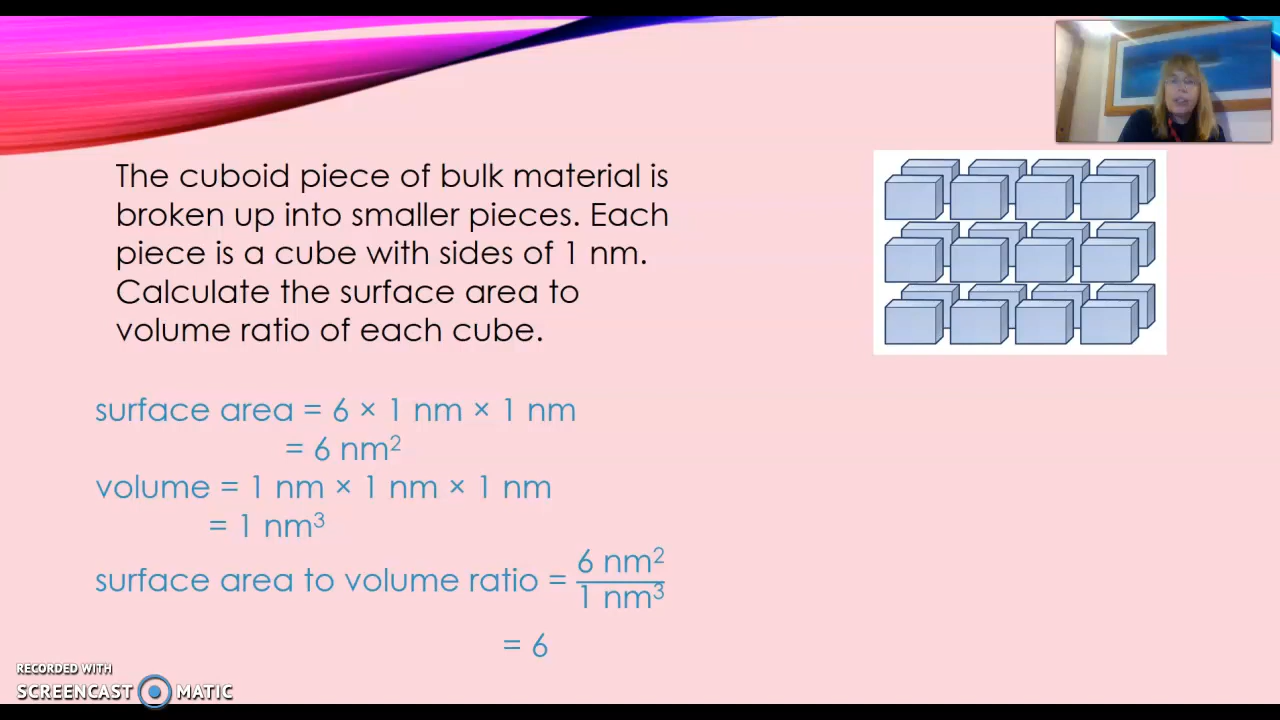 The cuboid piece of bulk material is
broken up into smaller pieces. Each
piece is a cube with sides of 1 nm.
Calculate the surface area to
volume ratio of each cube.
surface area = 6 × 1 nm × 1 nm
= 6 nm²
volume = 1 nm × 1 nm × 1 nm
= 1 nm³
surface area to volume ratio = 6 nm²
1 nm³
= 6
RECORDED WITH
SCREENCAST MATIC